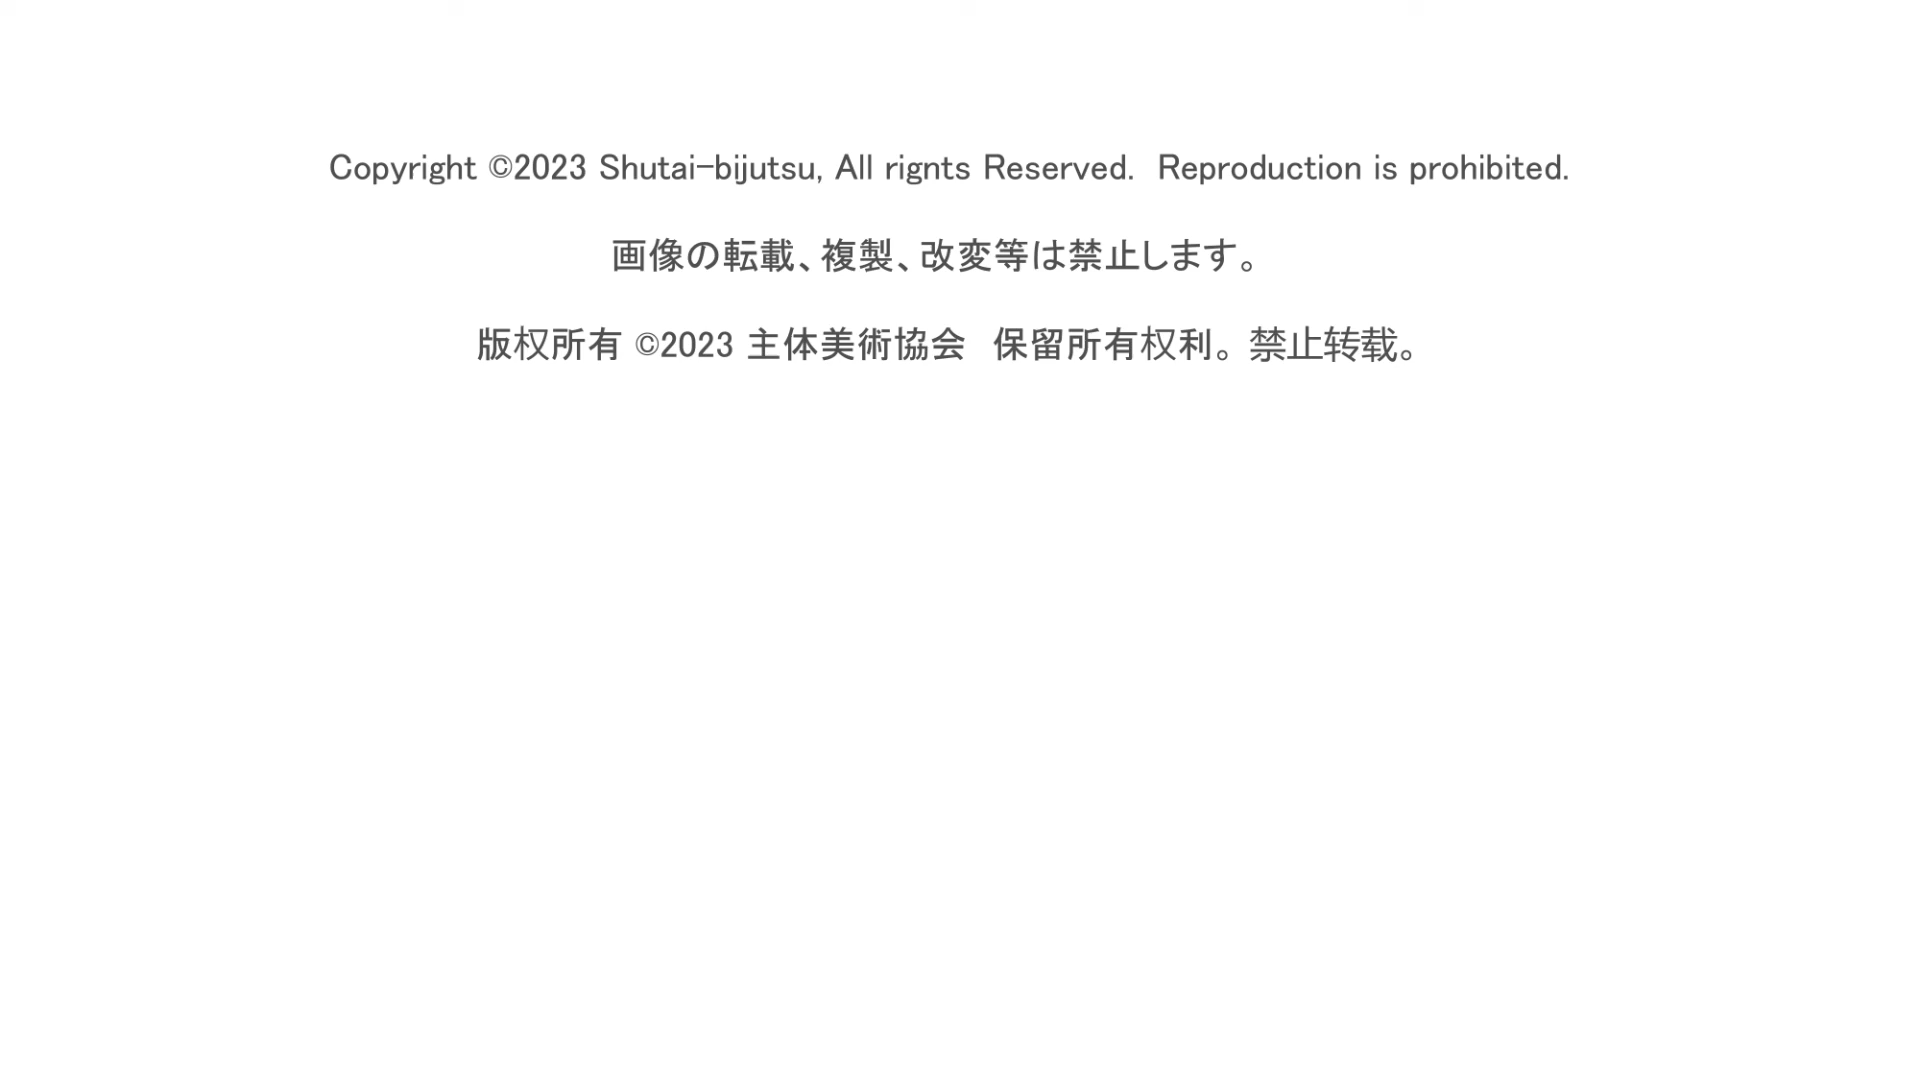 Copyright ©2023 Shutai-bijutsu, All rignts Reserved.  Reproduction is prohibited.
画像の転載、複製、改変等は禁止します。
版权所有 ©2023 主体美術協会　保留所有权利。禁止转载。